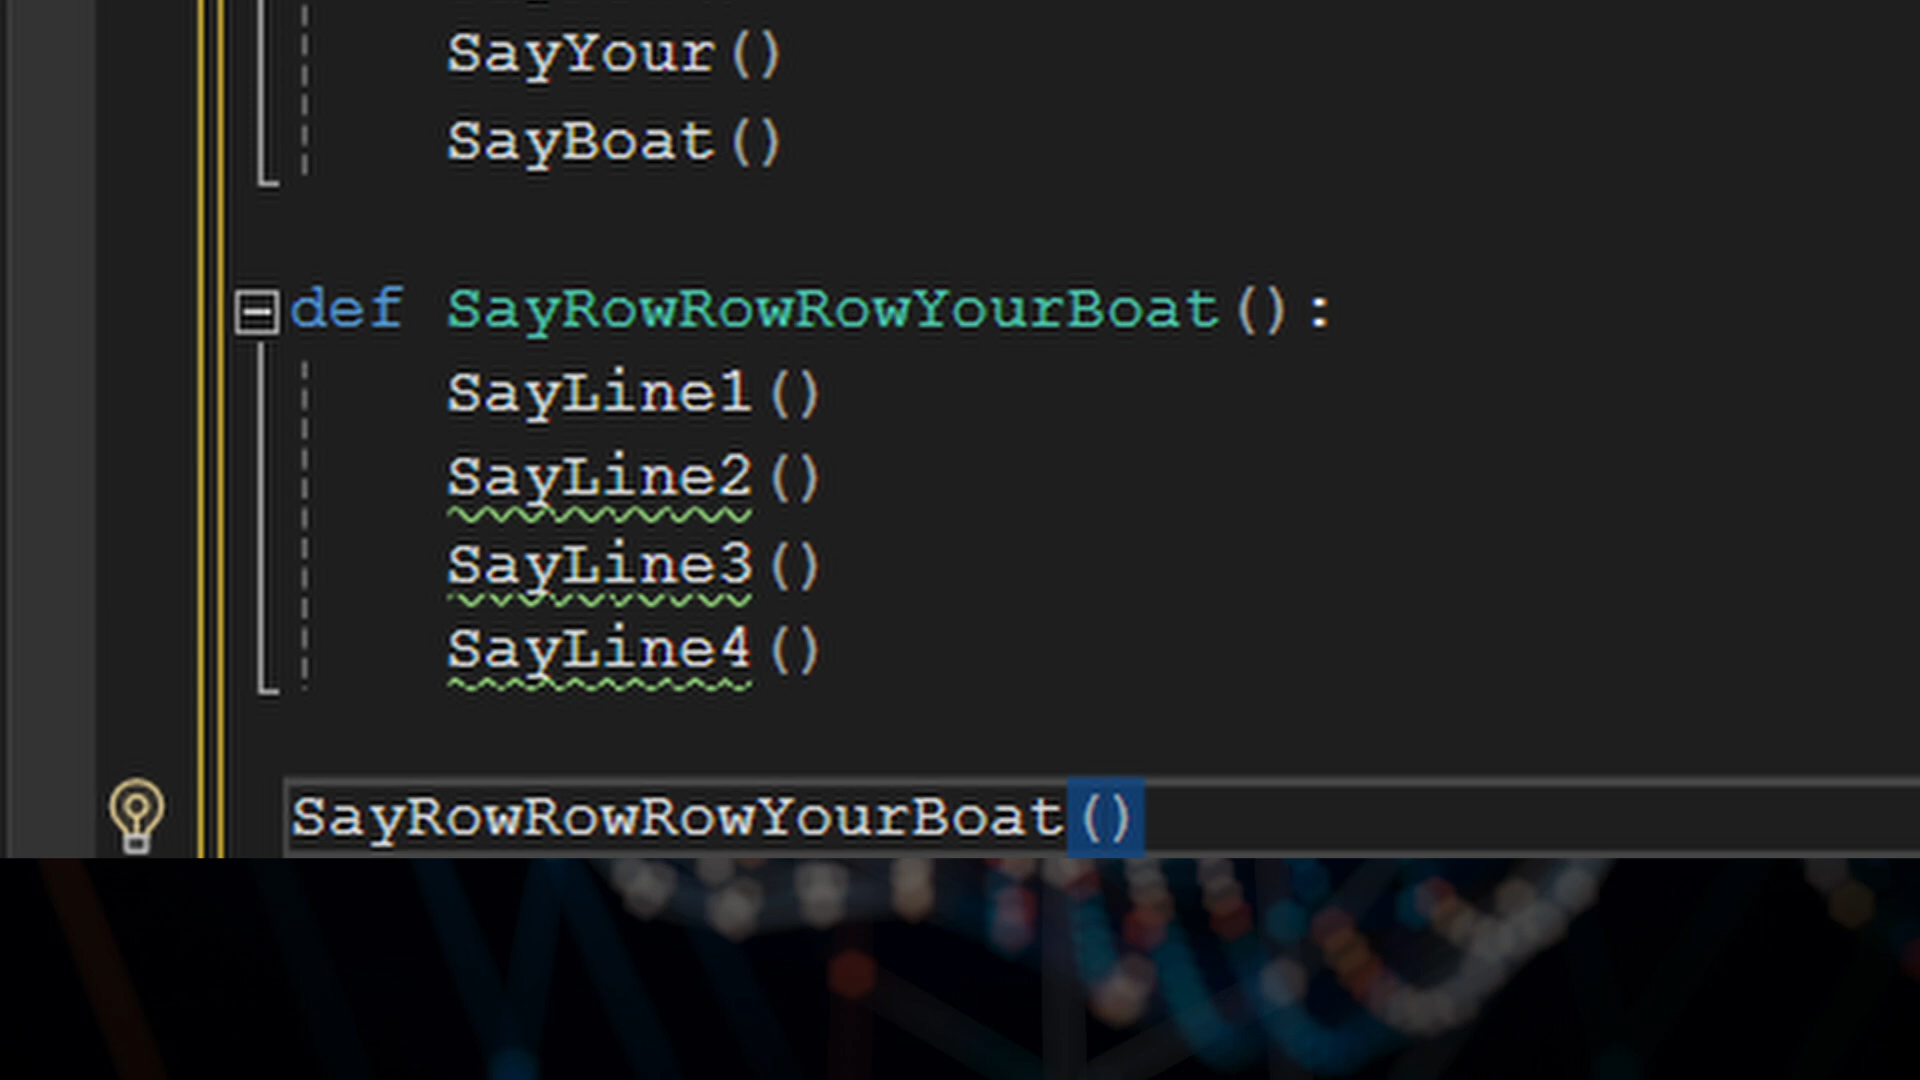 SayYour()
SayBoat()
def SayRowRowRowYourBoat():
SayLine1()
SayLine2()
SayLine3()
SayLine4()
SayRowRowRowYourBoat()